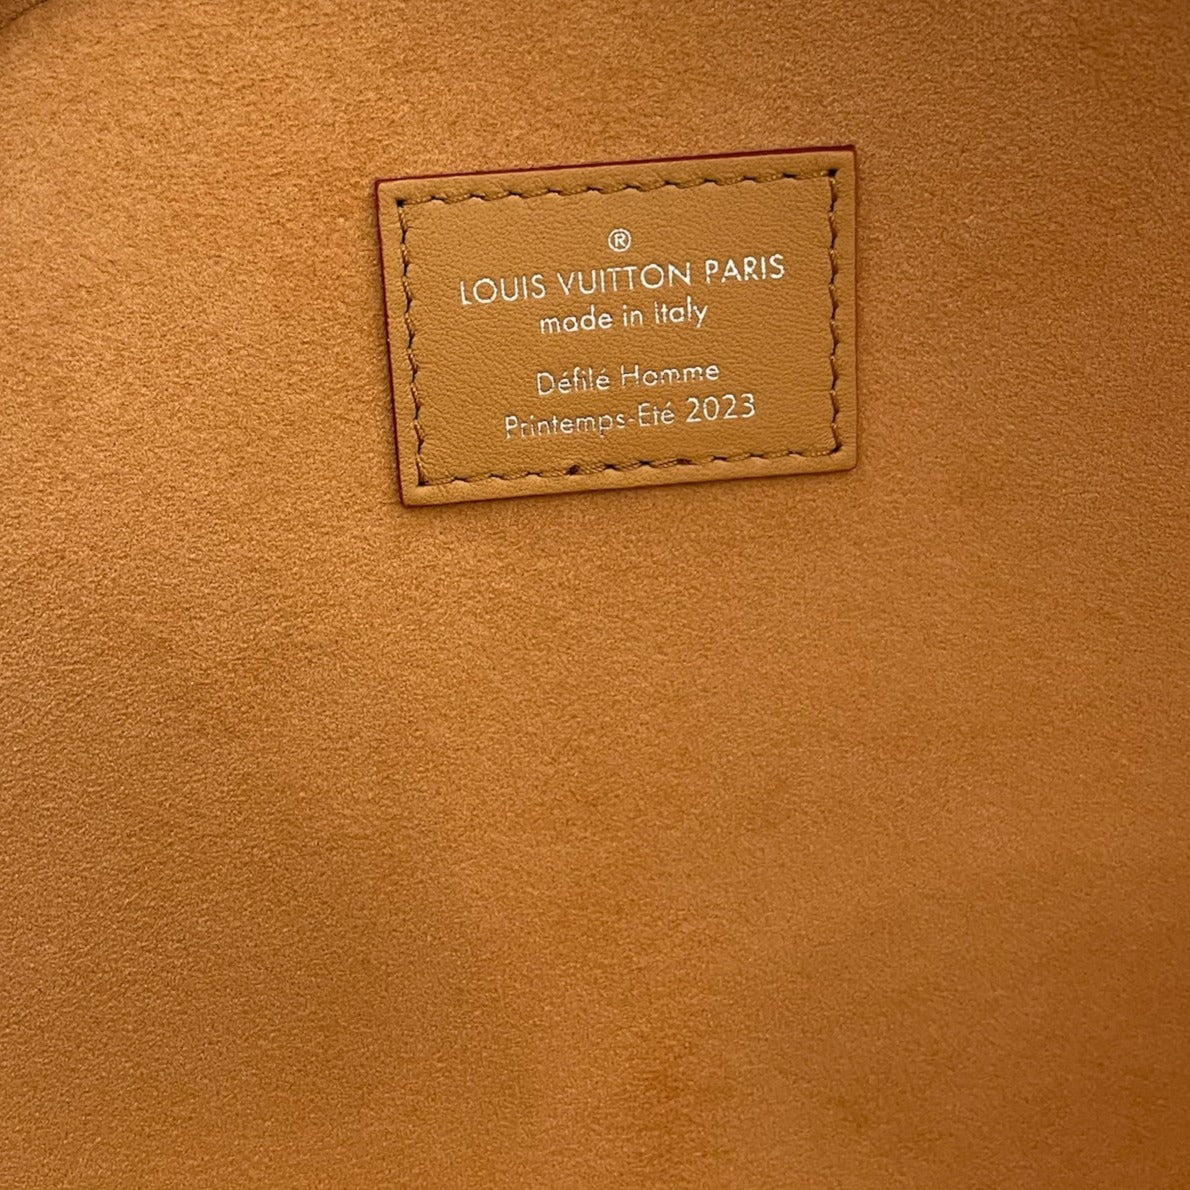 ®
LOUIS VUITTON PARIS
made in Italy
Défilé Homme
Printemps-Eté 2023